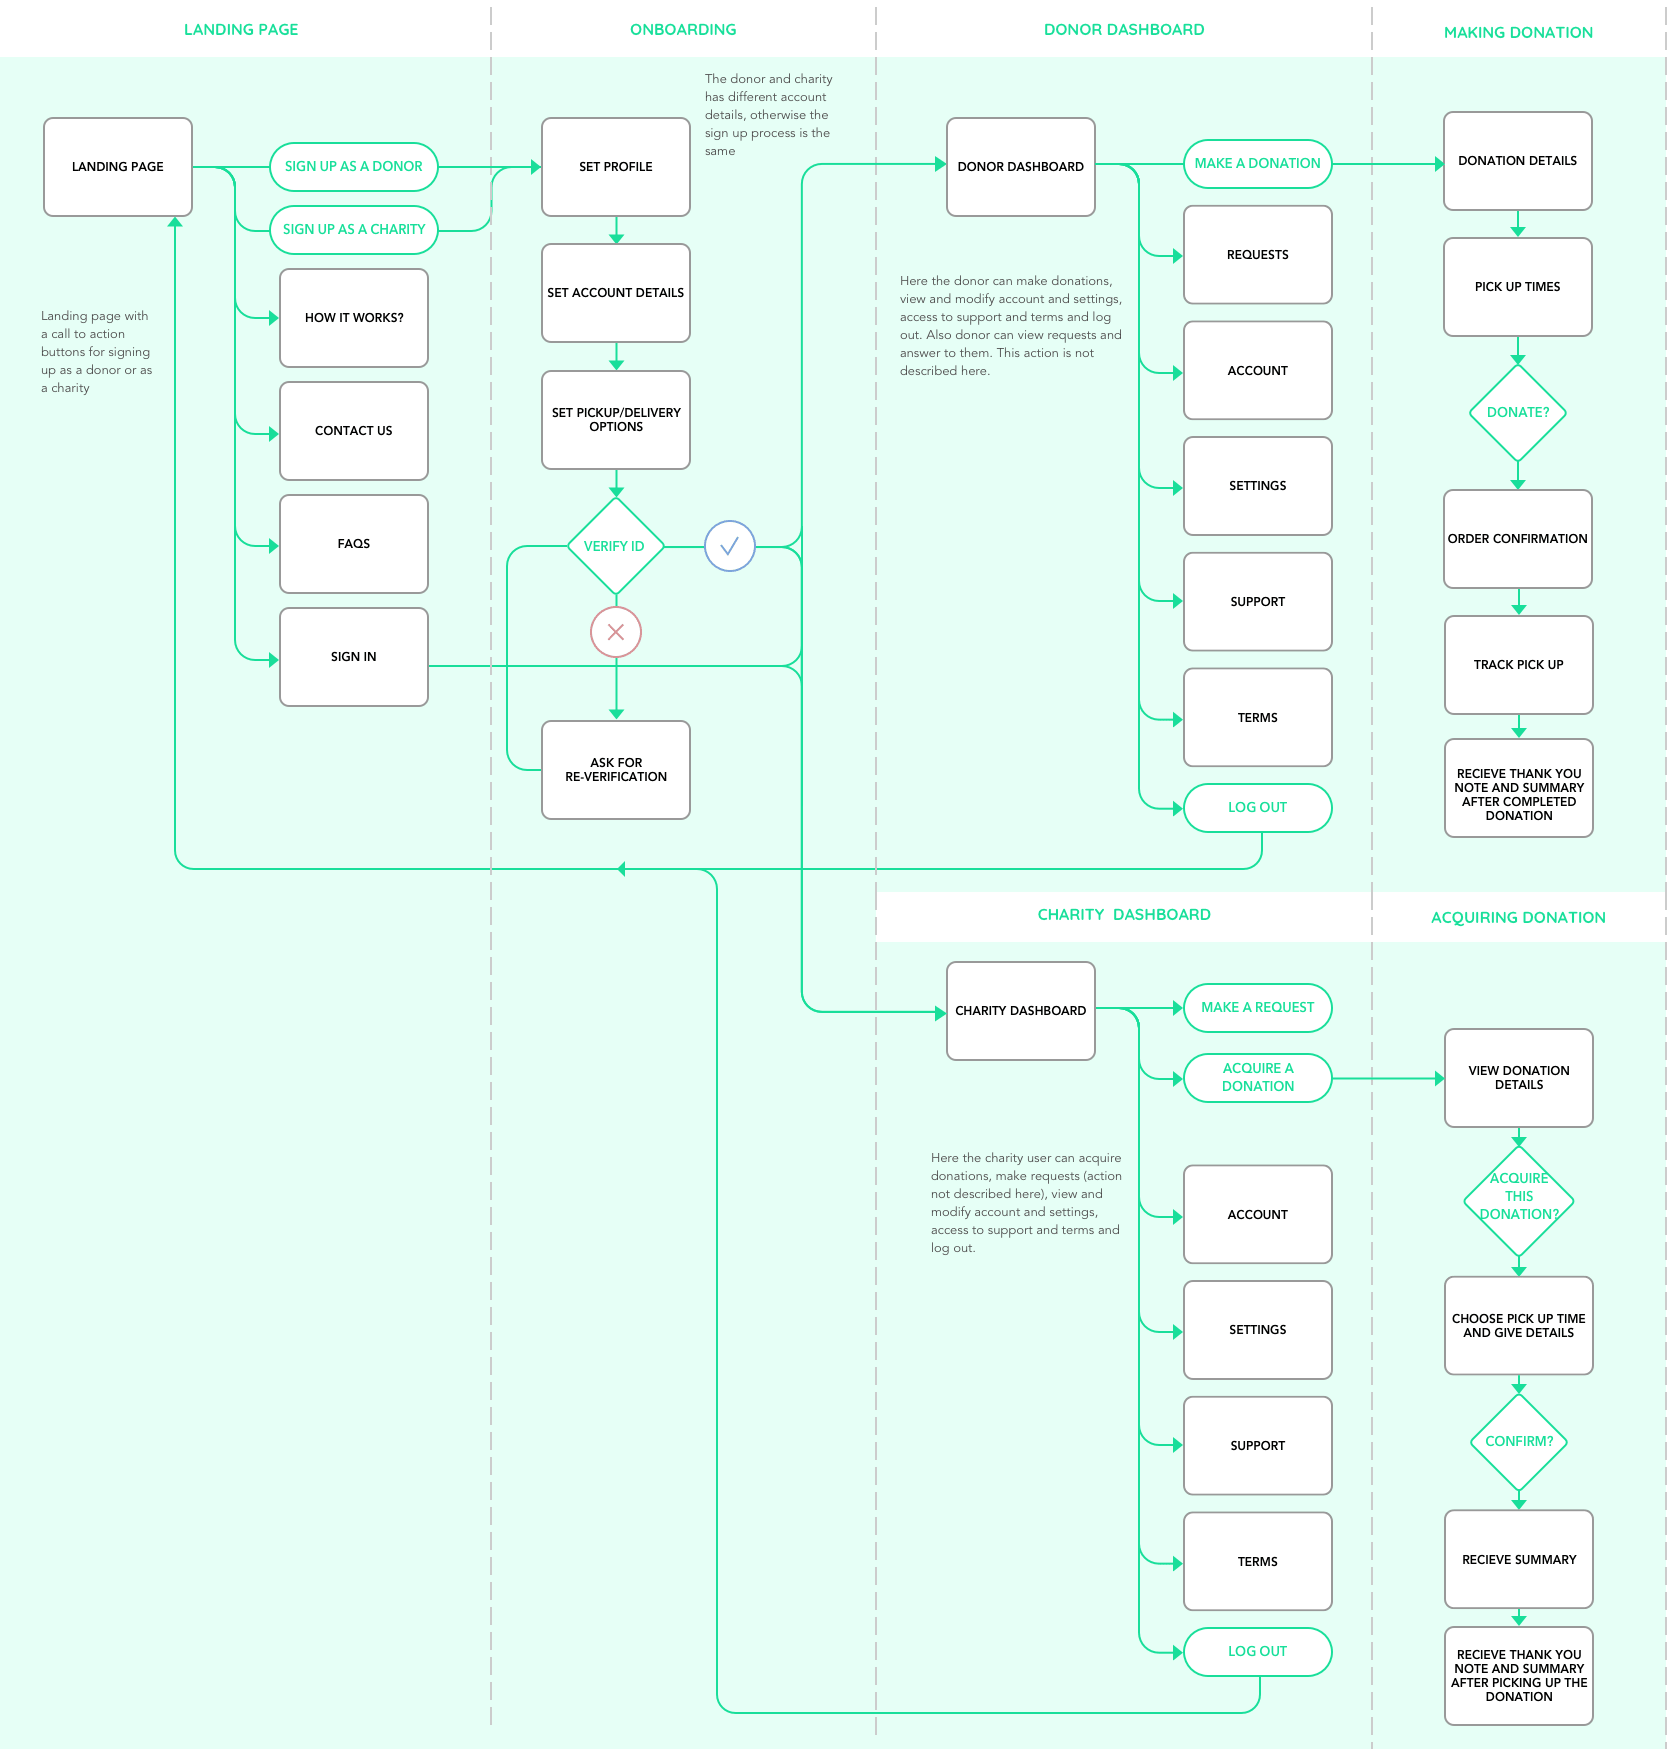 LANDING PAGE
ONBOARDING
DONOR DASHBOARD
MAKING DONATION
LANDING PAGE
SIGN UP AS A DONOR
SIGN UP AS A CHARITY
HOW IT WORKS?
CONTACT US
FAQS
SIGN IN
Landing page with
a call to action
buttons for signing
up as a donor or as
a charity
The donor and charity
has different account
details, otherwise the
sign up process is the
same
SET PROFILE
SET ACCOUNT DETAILS
SET PICKUP/DELIVERY
OPTIONS
VERIFY ID
ASK FOR
RE-VERIFICATION
DONOR DASHBOARD
MAKE A DONATION
REQUESTS
ACCOUNT
SETTINGS
SUPPORT
TERMS
LOG OUT
Here the donor can make donations,
view and modify account and settings,
access to support and terms and log
out. Also donor can view requests and
answer to them. This action is not
described here.
DONATION DETAILS
PICK UP TIMES
DONATE?
ORDER CONFIRMATION
TRACK PICK UP
RECIEVE THANK YOU
NOTE AND SUMMARY
AFTER COMPLETED
DONATION
CHARITY DASHBOARD
ACQUIRING DONATION
CHARITY DASHBOARD
MAKE A REQUEST
ACQUIRE A
DONATION
ACCOUNT
SETTINGS
SUPPORT
TERMS
LOG OUT
Here the charity user can acquire
donations, make requests (action
not described here), view and
modify account and settings,
access to support and terms and
log out.
VIEW DONATION
DETAILS
ACQUIRE
THIS
DONATION?
CHOOSE PICK UP TIME
AND GIVE DETAILS
CONFIRM?
RECIEVE SUMMARY
RECIEVE THANK YOU
NOTE AND SUMMARY
AFTER PICKING UP THE
DONATION